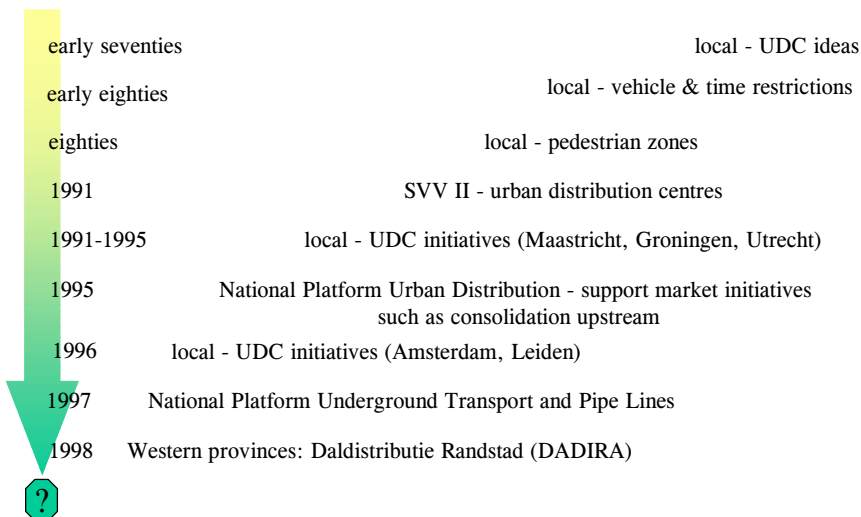 early seventies local - UDC ideas
early eighties local - vehicle & time restrictions
eighties local - pedestrian zones
1991 SVV II - urban distribution centres
1991-1995 local - UDC initiatives (Maastricht, Groningen, Utrecht)
1995 National Platform Urban Distribution - support market initiatives
such as consolidation upstream
1996 local - UDC initiatives (Amsterdam, Leiden)
1997 National Platform Underground Transport and Pipe Lines
1998 Western provinces: Daldistributie Randstad (DADIRA)
?